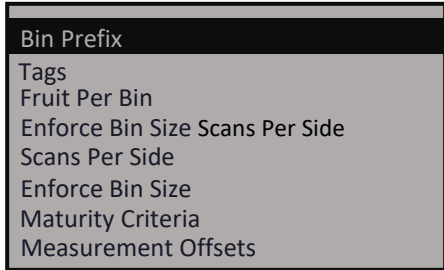 Bin Prefix
Tags
Fruit Per Bin
Enforce Bin Size Scans Per Side
Scans Per Side
Enforce Bin Size
Maturity Criteria
Measurement Offsets